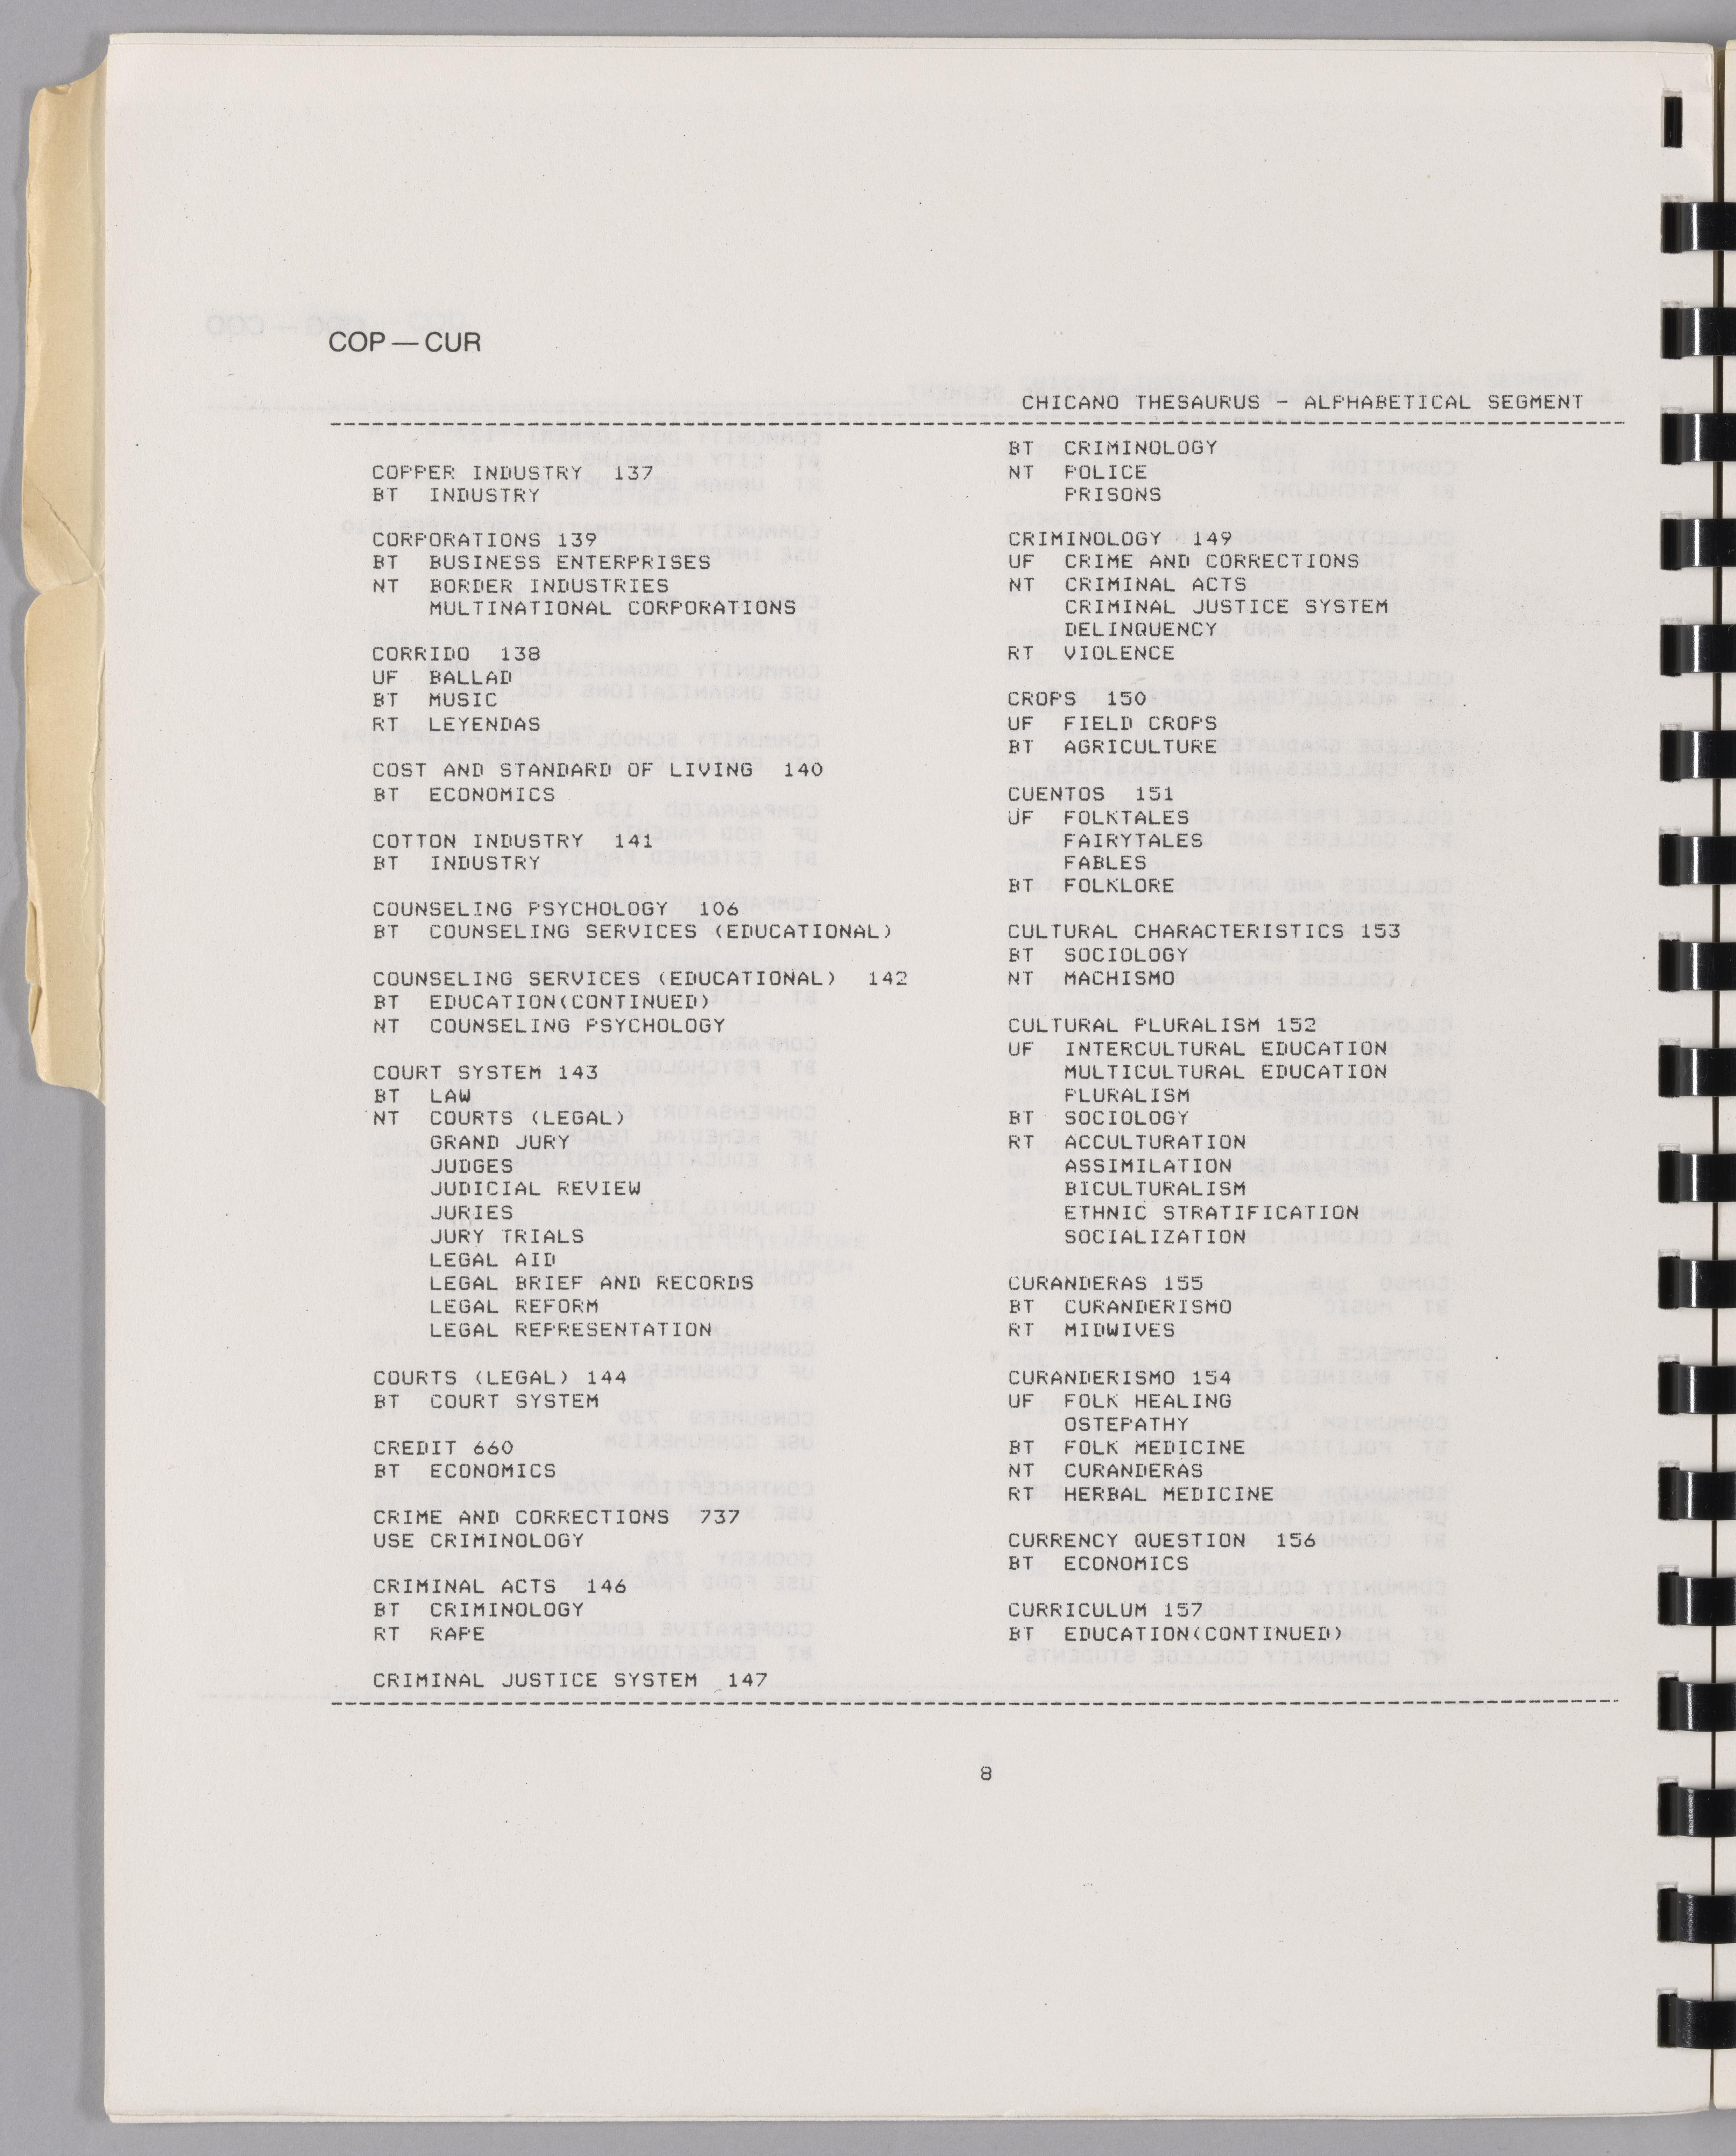 COP — CUR
CHICANO THESAURUS - ALPHABETICAL SEGMENT
COPPER INDUSTRY 137
BT INDUSTRY
CORPORATIONS 139
BT BUSINESS ENTERPRISES
NT BORDER INDUSTRIES
MULTINATIONAL CORPORATIONS
CORRIDO 138
UF BALLAD
BT MUSIC
RT LEYENDAS
COST AND STANDARD OF LIVING 140
BT ECONOMICS
COTTON INDUSTRY 141
BT INDUSTRY
COUNSELING PSYCHOLOGY 106
BT COUNSELING SERVICES (EDUCATIONAL)
COUNSELING SERVICES (EDUCATIONAL) 142
BT EDUCATION(CONTINUED)
NT COUNSELING PSYCHOLOGY
COURT SYSTEM 143
BT LAW
NT COURTS (LEGAL)
GRAND JURY
JUDGES
JUDICIAL REVIEW
JURIES
JURY TRIALS
LEGAL AID
LEGAL BRIEF AND RECORDS
LEGAL REFORM
LEGAL REPRESENTATION
COURTS (LEGAL) 144
BT COURT SYSTEM
CREDIT 660
BT ECONOMICS
CRIME AND CORRECTIONS 737
USE CRIMINOLOGY
CRIMINAL ACTS 146
BT CRIMINOLOGY
RT RAPE
CRIMINAL JUSTICE SYSTEM 147
BT CRIMINOLOGY
NT POLICE
PRISONS
CRIMINOLOGY 149
UF CRIME AND CORRECTIONS
NT CRIMINAL ACTS
CRIMINAL JUSTICE SYSTEM
DELINQUENCY
RT VIOLENCE
CROPS 150
UF FIELD CROPS
BT AGRICULTURE
CUENTOS 151
UF FOLKTALES
FAIRYTALES
FABLES
BT FOLKLORE
CULTURAL CHARACTERISTICS 153
BT SOCIOLOGY
NT MACHISMO
CULTURAL PLURALISM 152
UF INTERCULTURAL EDUCATION
MULTICULTURAL EDUCATION
PLURALISM
BT SOCIOLOGY
RT ACCULTURATION
ASSIMILATION
BICULTURALISM
ETHNIC STRATIFICATION
SOCIALIZATION
CURANDERAS 155
BT CURANDERISMO
RT MIDWIVES
CURANDERISMO 154
UF FOLK HEALING
OSTEPATHY
BT FOLK MEDICINE
NT CURANDERAS
RT HERBAL MEDICINE
CURRENCY QUESTION 156
BT ECONOMICS
CURRICULUM 157
BT EDUCATION(CONTINUED)
8